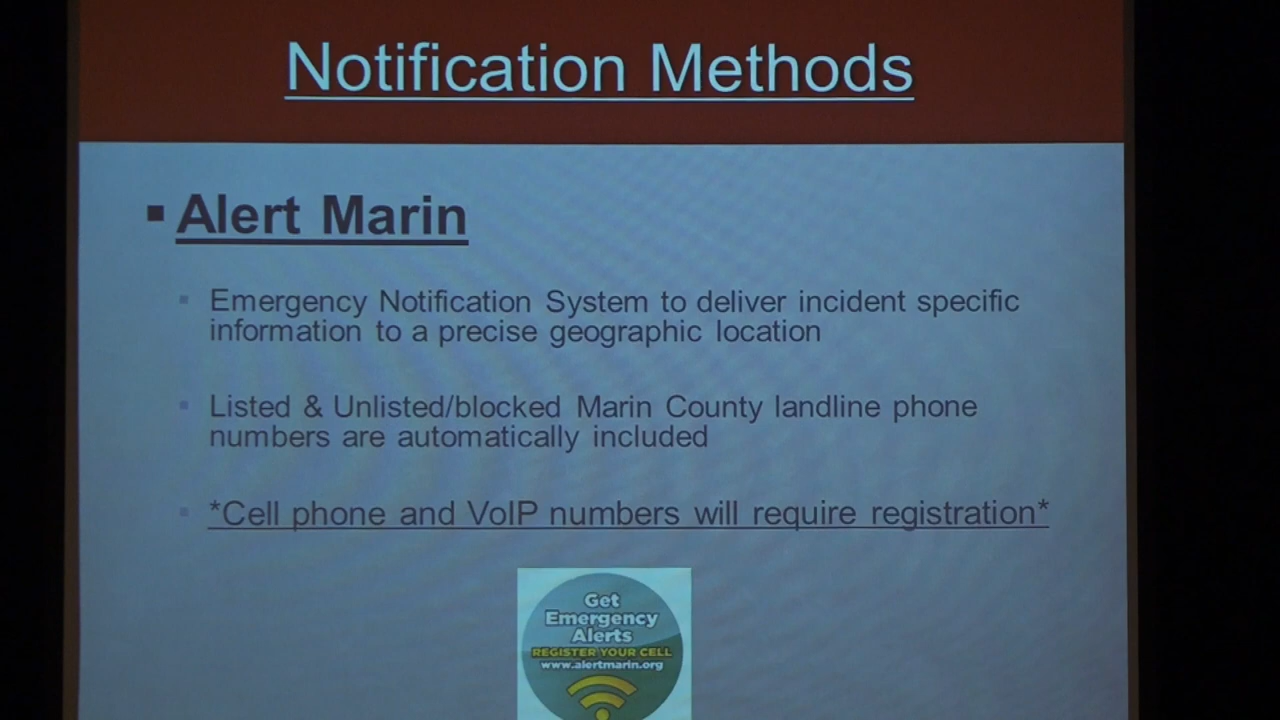 Notification Methods
▪ Alert Marin
▪ Emergency Notification System to deliver incident specific
information to a precise geographic location
▪ Listed & Unlisted/blocked Marin County landline phone
numbers are automatically included
▪ *Cell phone and VoIP numbers will require registration*
Get
Emergency
Alerts
REGISTER YOUR CELL
www.alertmarin.org